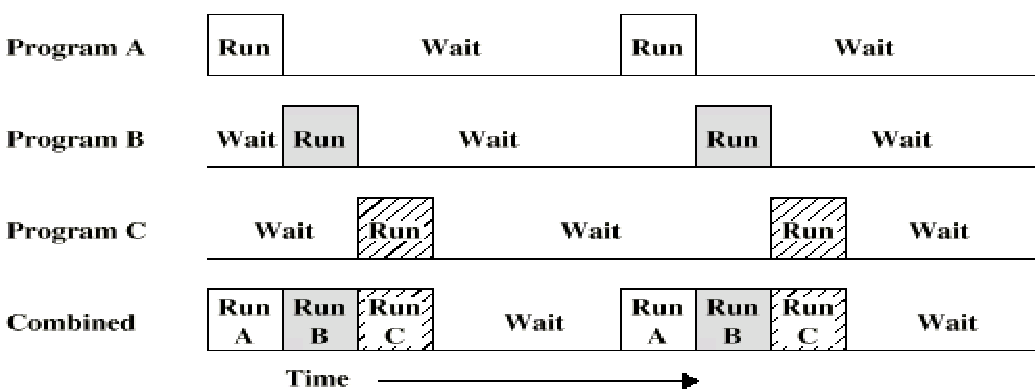 Program A Run Wait Run Wait
Program B Wait Run Wait Run Wait
Program C Wait Run Wait Run Wait
Run Run Run Run Run Run
Combined Wait Wait
A B C A B C
Time